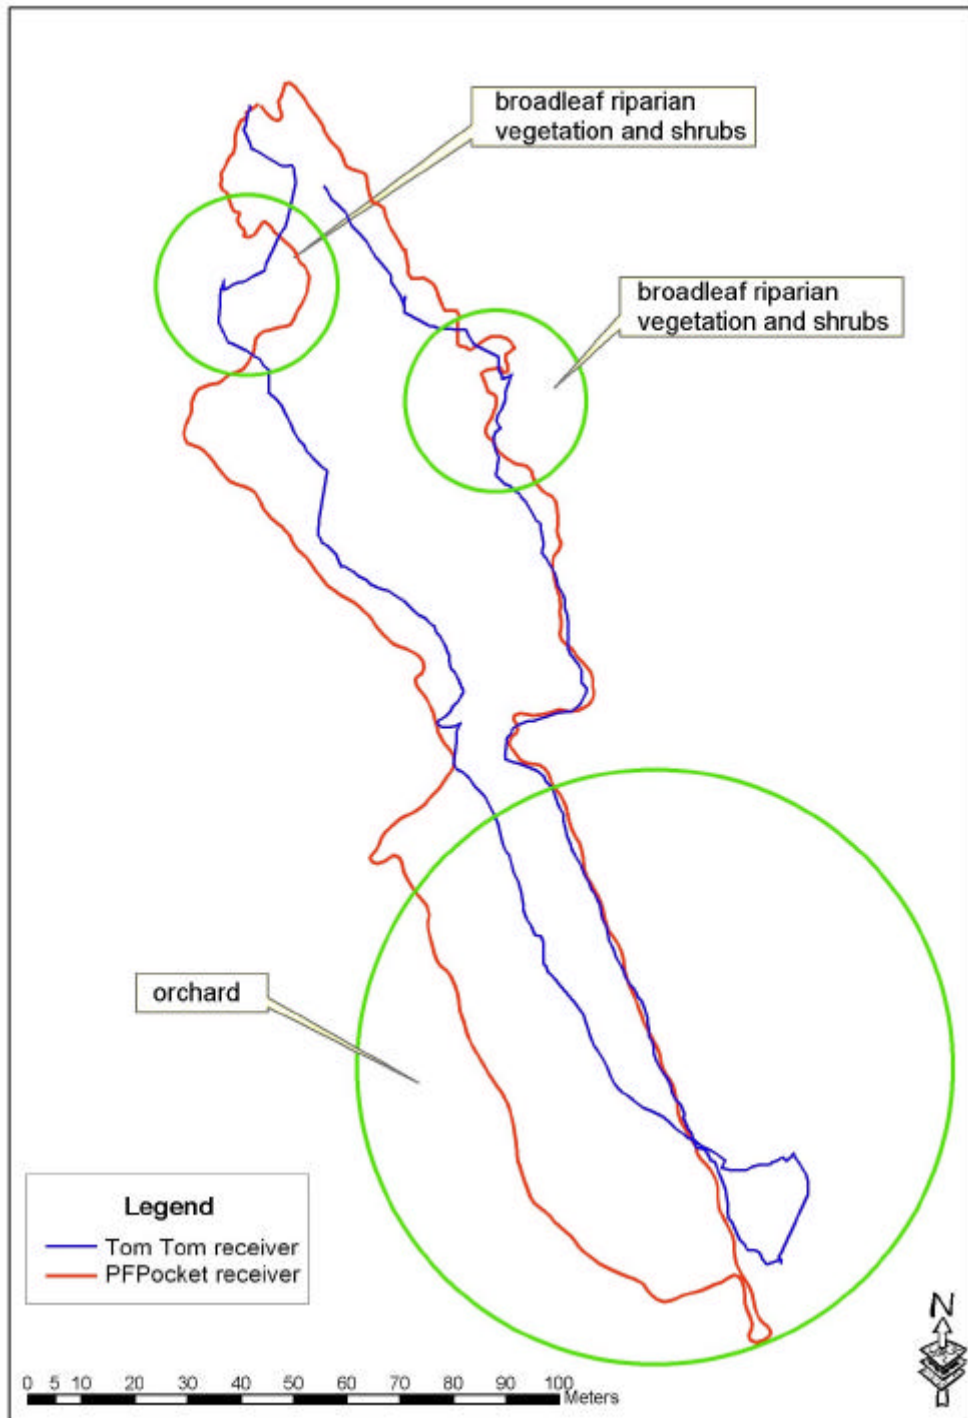 broadleaf riparian
vegetation and shrubs
broadleaf riparian
vegetation and shrubs
orchard
Legend
Tom Tom receiver
PFPocket receiver
N
0 5 10 20 30 40 50 60 70 80 90 100
Meters